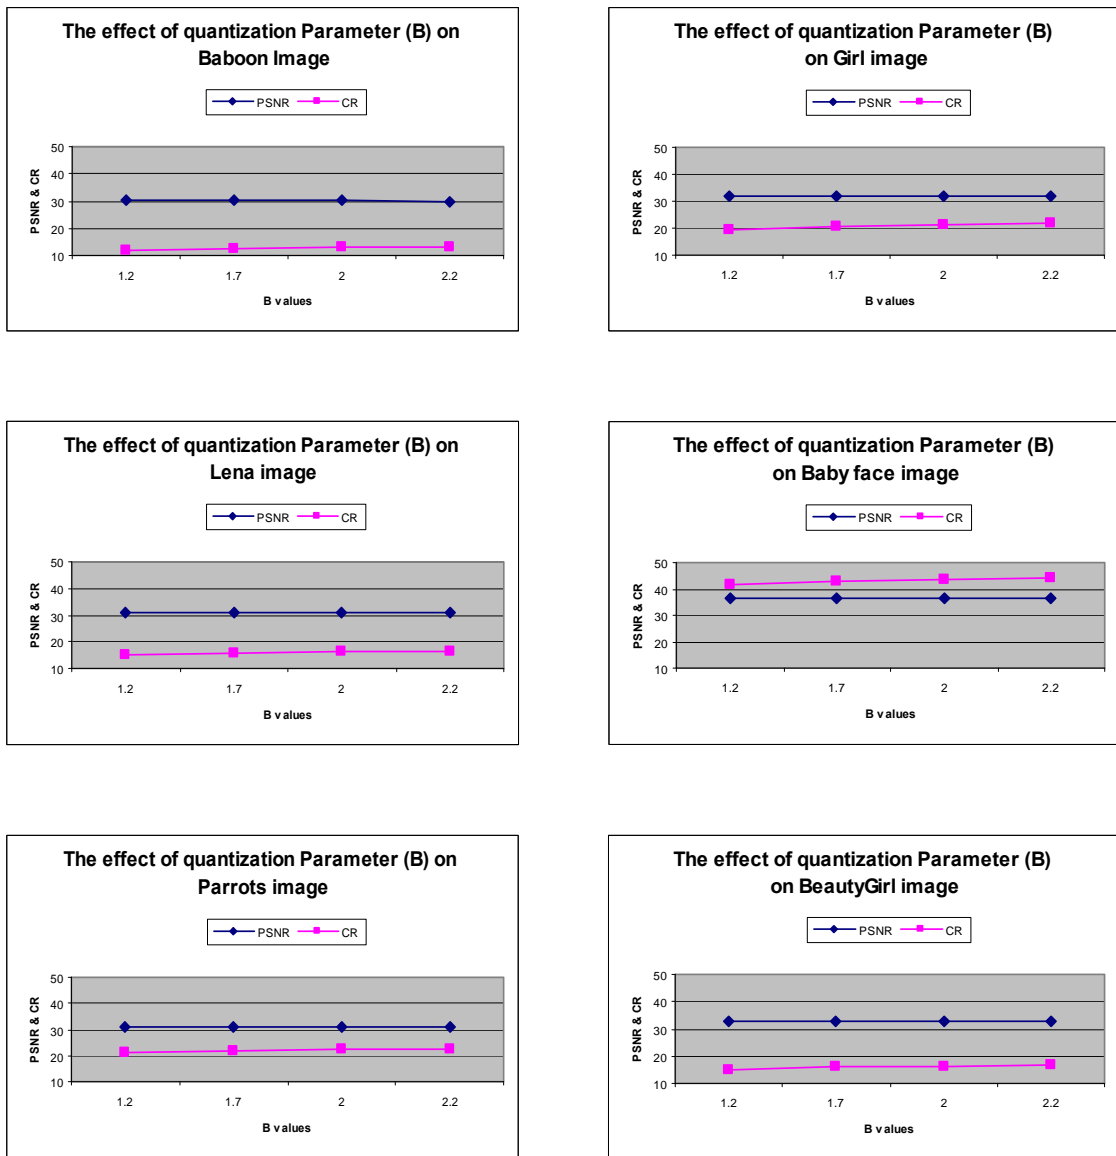 The effect of quantization Parameter (B) on
Baboon Image
PSNR CR
PSNR & CR
50
40
30
20
10
1.2 1.7 2 2.2
B values
The effect of quantization Parameter (B)
on Girl image
PSNR CR
PSNR & CR
50
40
30
20
10
1.2 1.7 2 2.2
B values
The effect of quantization Parameter (B) on
Lena image
PSNR CR
PSNR & CR
50
40
30
20
10
1.2 1.7 2 2.2
B values
The effect of quantization Parameter (B)
on Baby face image
PSNR CR
PSNR & CR
50
40
30
20
10
1.2 1.7 2 2.2
B values
The effect of quantization Parameter (B) on
Parrots image
PSNR CR
PSNR & CR
50
40
30
20
10
1.2 1.7 2 2.2
B values
The effect of quantization Parameter (B)
on BeautyGirl image
PSNR CR
PSNR & CR
50
40
30
20
10
1.2 1.7 2 2.2
B values